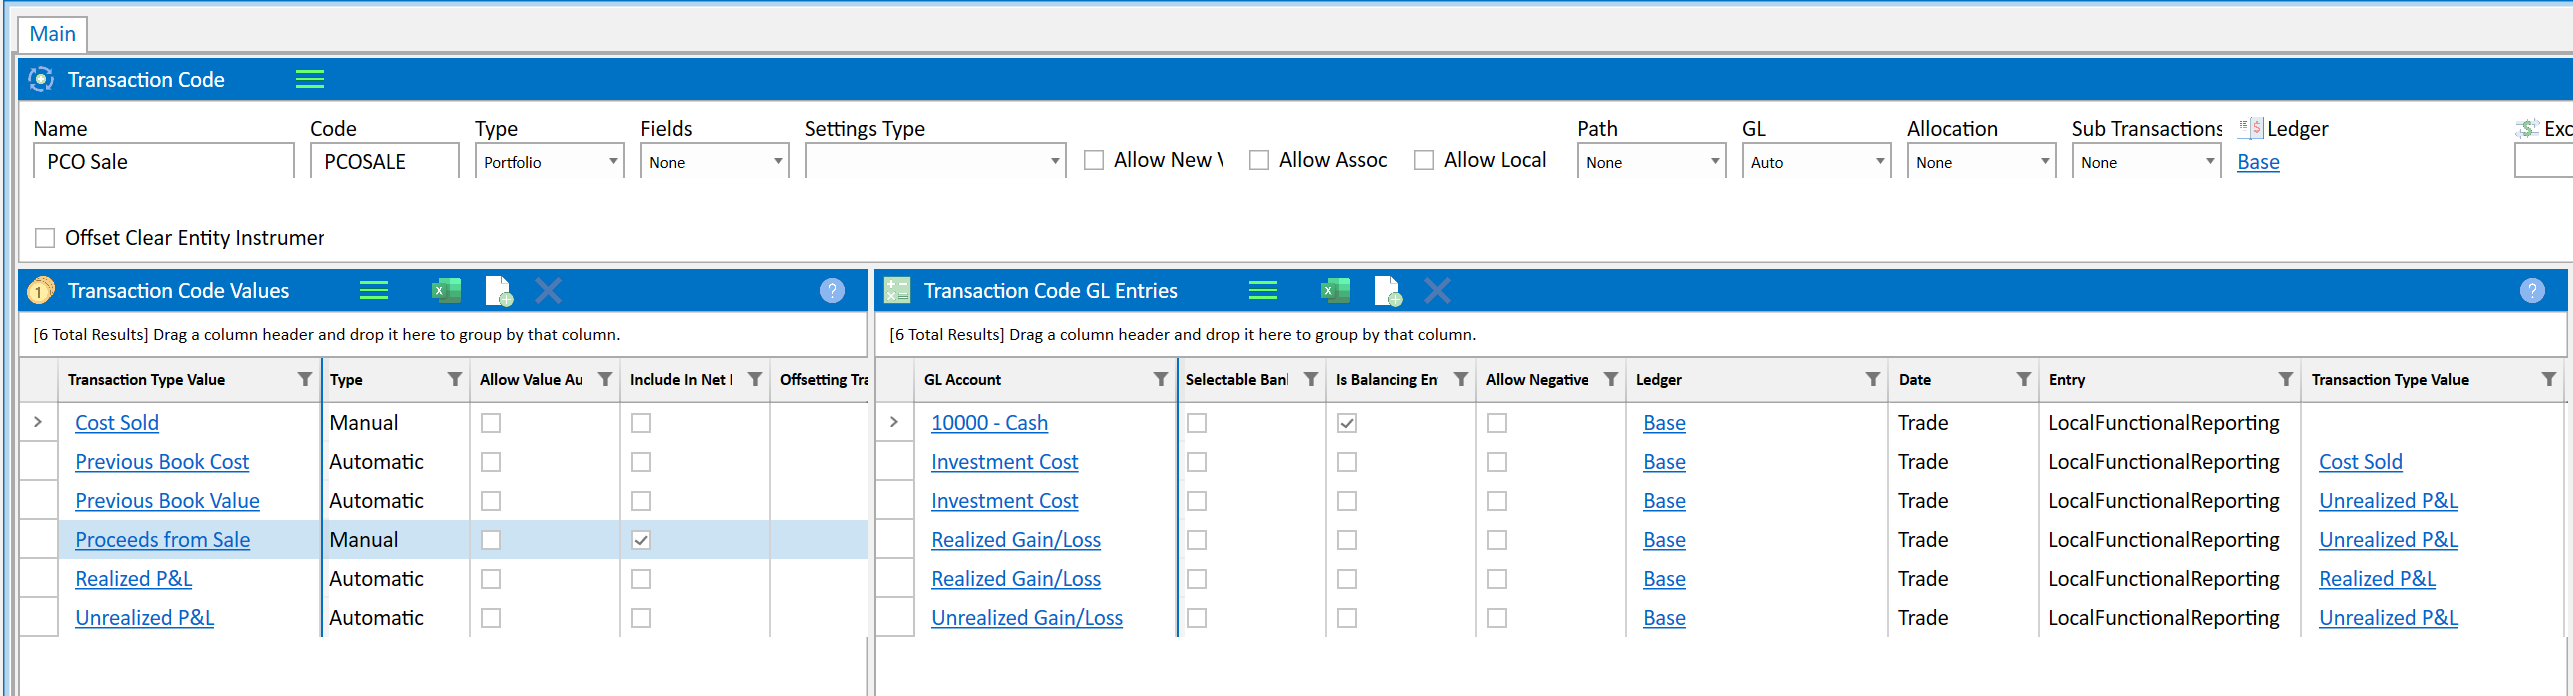 Main
Transaction Code
Name Code Type Fields Settings Type Path GL Allocation Sub Transactions Ledger Exc
PCO Sale PCOSALE Portfolio None Allow New V Allow Assoc Allow Local None Auto None None Base
Offset Clear Entity Instrumer
Transaction Code Values
[6 Total Results] Drag a column header and drop it here to group by that column.
Transaction Type Value Type Allow Value Au Include In Net I Offsetting Tra
Cost Sold Manual
Previous Book Cost Automatic
Previous Book Value Automatic
Proceeds from Sale Manual
Realized P&L Automatic
Unrealized P&L Automatic
Transaction Code GL Entries
[6 Total Results] Drag a column header and drop it here to group by that column.
GL Account Selectable Ban Is Balancing En Allow Negative Ledger Date Entry Transaction Type Value
10000 - Cash Base Trade LocalFunctionalReporting
Investment Cost Base Trade LocalFunctionalReporting Cost Sold
Investment Cost Base Trade LocalFunctionalReporting Unrealized P&L
Realized Gain/Loss Base Trade LocalFunctionalReporting Unrealized P&L
Realized Gain/Loss Base Trade LocalFunctionalReporting Realized P&L
Unrealized Gain/Loss Base Trade LocalFunctionalReporting Unrealized P&L